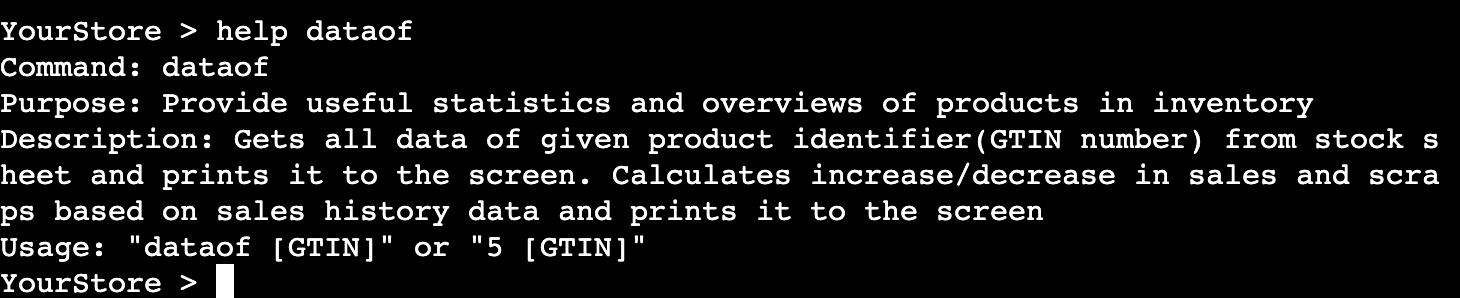 YourStore > help dataof
Command: dataof
Purpose: Provide useful statistics and overviews of products in inventory
Description: Gets all data of given product identifier(GTIN number) from stock s
heet and prints it to the screen. Calculates increase/decrease in sales and scra
ps based on sales history data and prints it to the screen
Usage: "dataof [GTIN]" or "5 [GTIN]"
YourStore >